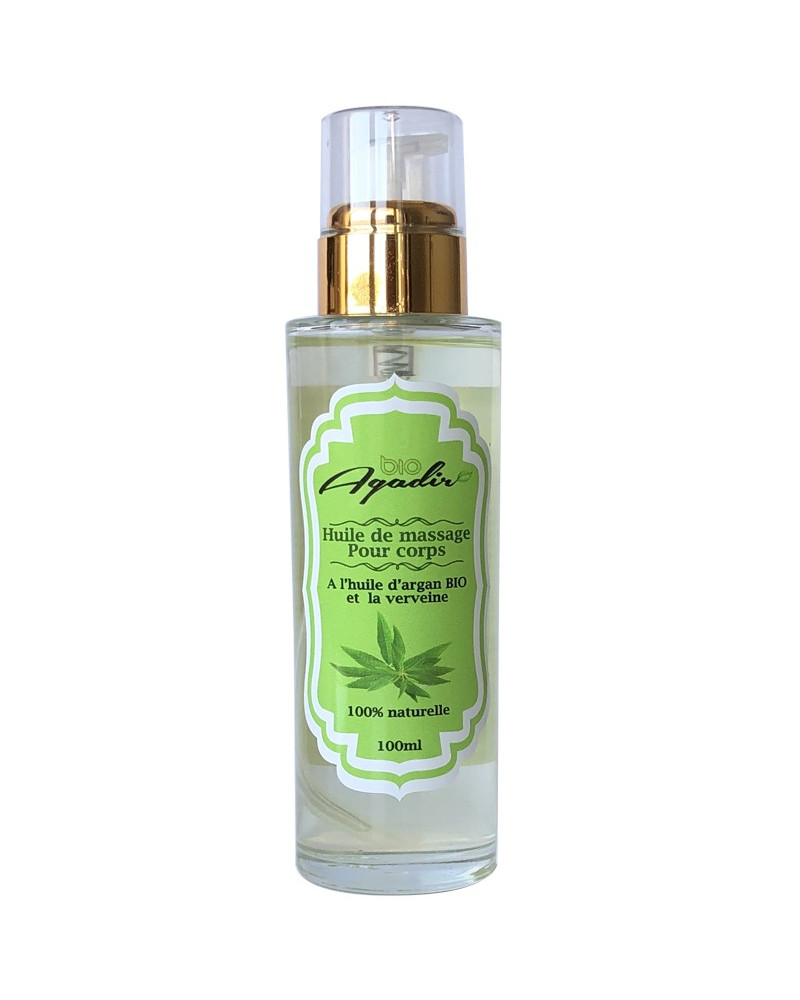 bio
Agadir
Huile de massage
Pour corps
A l'huile d'argan BIO
et la verveine
100% naturelle
100ml